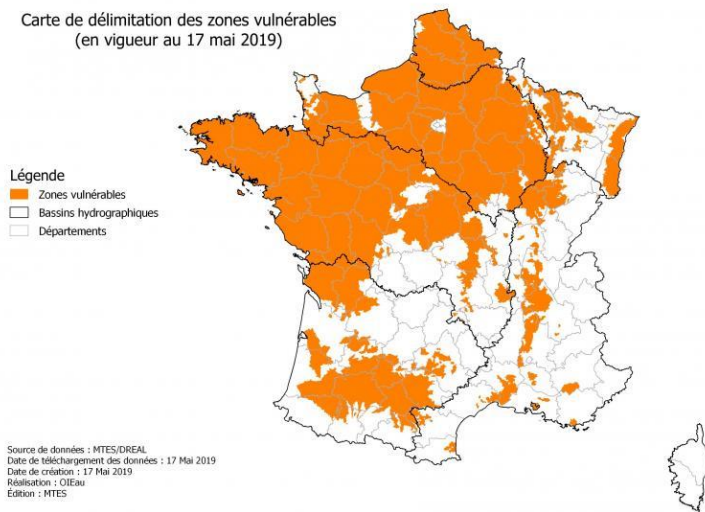 Carte de délimitation des zones vulnérables
(en vigueur au 17 mai 2019)
Légende
Zones vulnérables
Bassins hydrographiques
Départements
Source de données : MTES/DREAL
Date de téléchargement des données : 17 Mai 2019
Date de création : 17 Mai 2019
Réalisation : OIEau
Édition : MTES